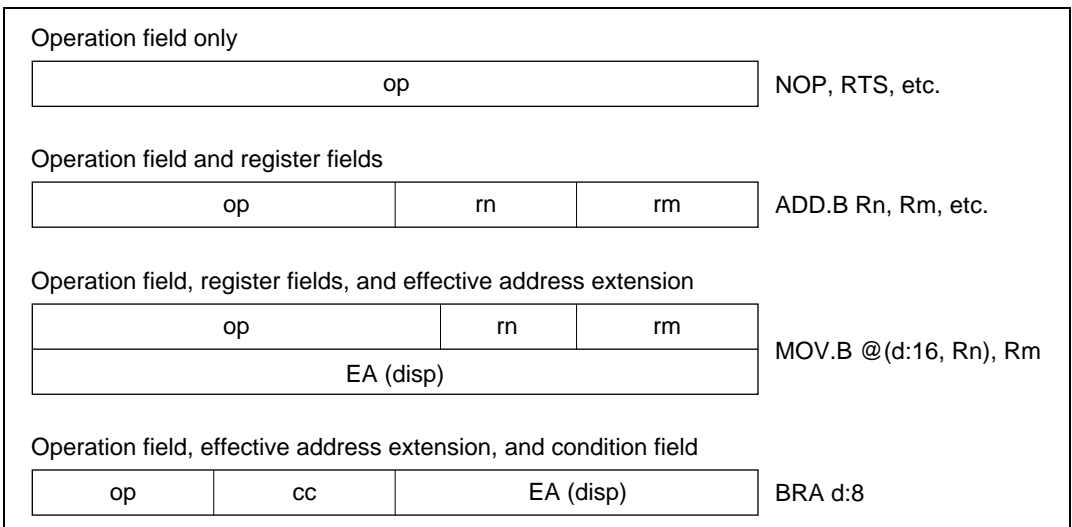 Operation field only
op
NOP, RTS, etc.
Operation field and register fields
op rn rm
ADD.B Rn, Rm, etc.
Operation field, register fields, and effective address extension
op rn rm
EA (disp)
MOV.B @(d:16, Rn), Rm
Operation field, effective address extension, and condition field
op cc EA (disp)
BRA d:8